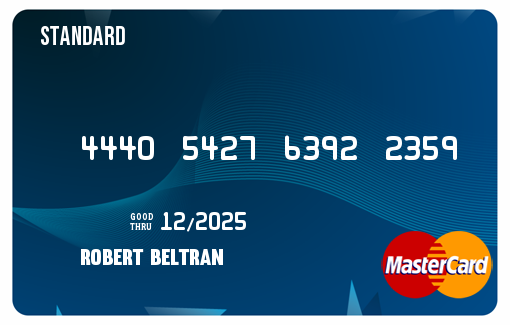 STANDARD
4440 5427 6392 2359
GOOD
THRU 12/2025
ROBERT BELTRAN
MasterCard